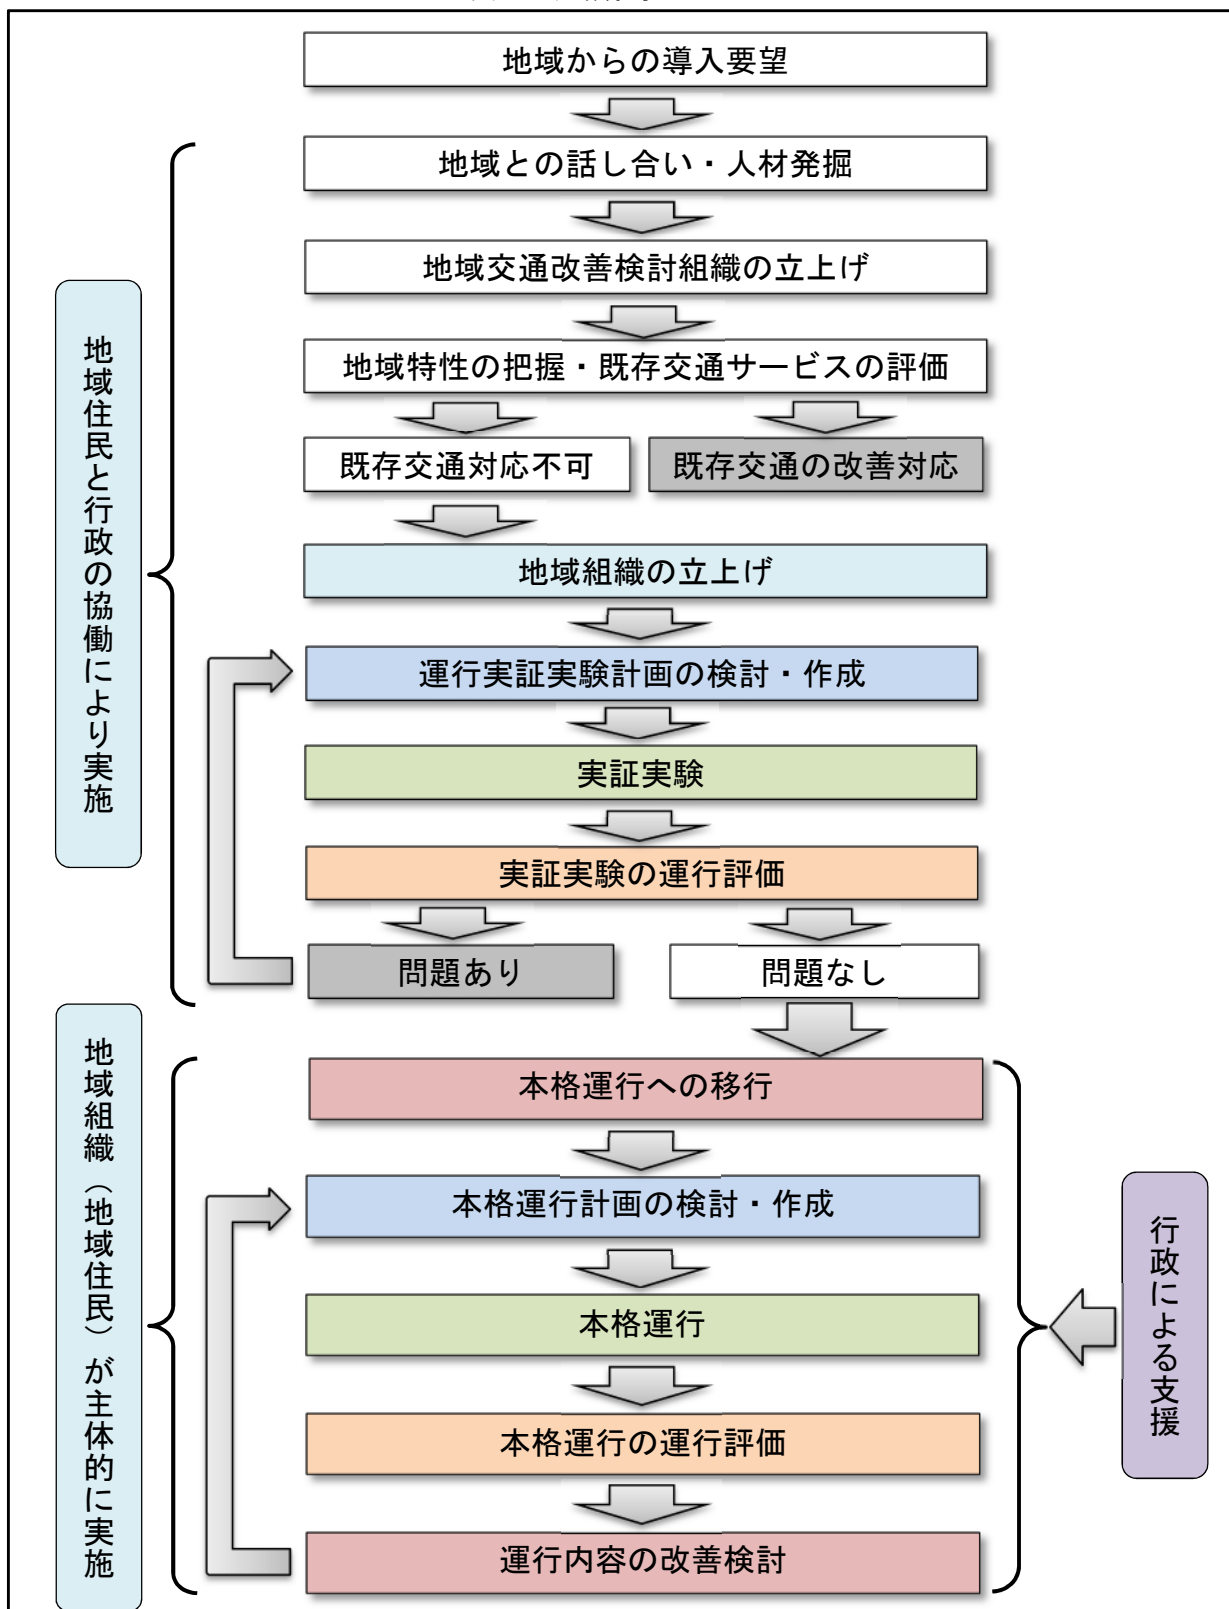 地域からの導入要望
地域との話し合い・人材発掘
地域交通改善検討組織の立上げ
地域特性の把握・既存交通サービスの評価
既存交通対応不可
既存交通の改善対応
地域組織の立上げ
運行実証実験計画の検討・作成
実証実験
実証実験の運行評価
問題あり
問題なし
地域住民と行政の協働により実施
本格運行への移行
本格運行計画の検討・作成
本格運行
本格運行の運行評価
運行内容の改善検討
地域組織（地域住民）が主体的に実施
行政による支援